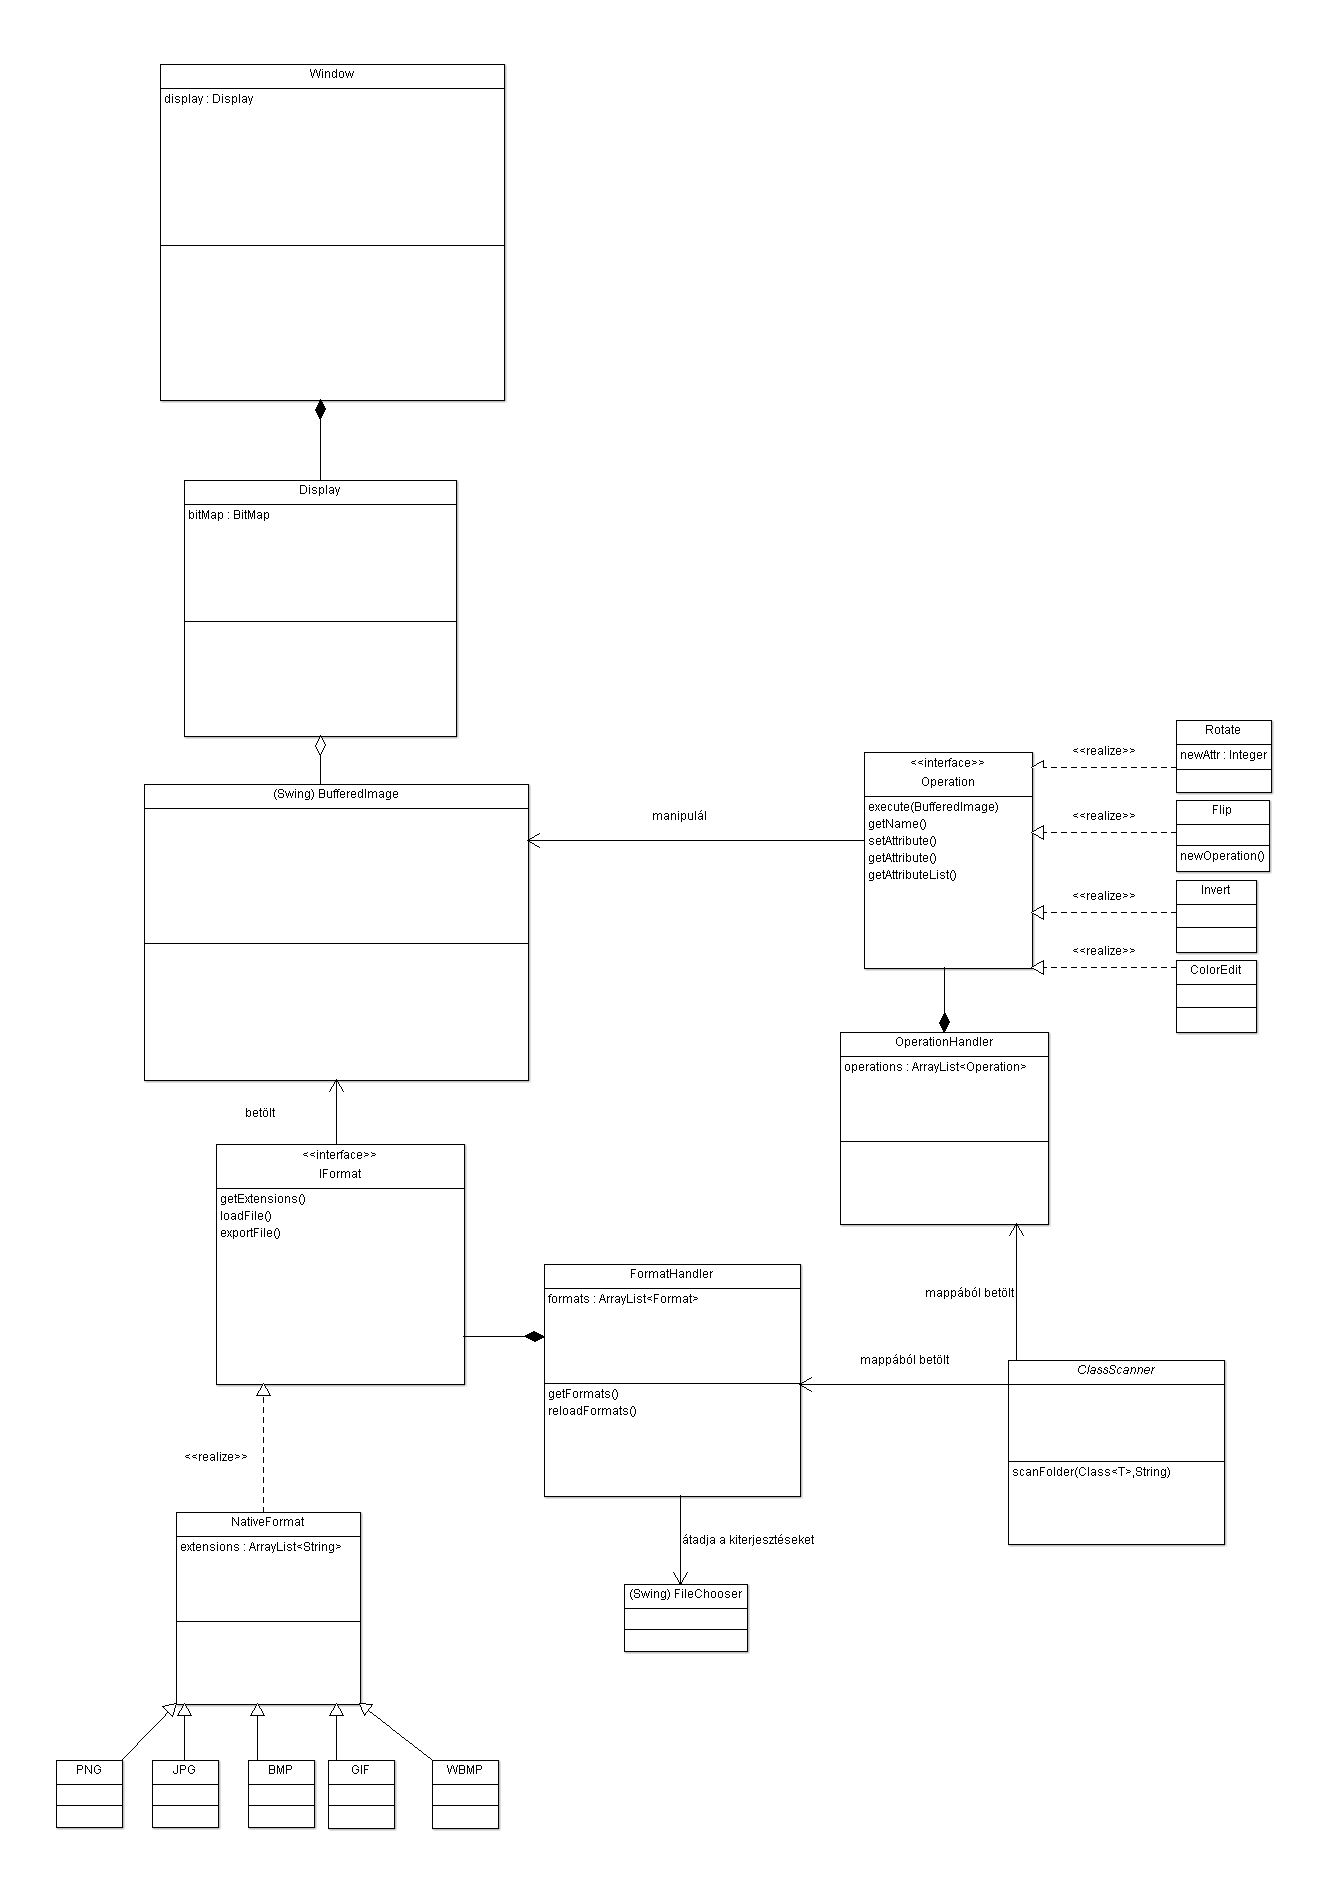 Window
display : Display
Display
bitMap : BitMap
(Swing) BufferedImage
manipulál
<<interface>>
Operation
execute(BufferedImage)
getName()
setAttribute()
getAttribute()
getAttributeList()
<<realize>>
Rotate
newAttr : Integer
<<realize>>
Flip
newOperation()
<<realize>>
Invert
<<realize>>
ColorEdit
OperationHandler
operations : ArrayList<Operation>
betölt
<<interface>>
IFormat
getExtensions()
loadFile()
exportFile()
FormatHandler
formats : ArrayList<Format>
getFormats()
reloadFormats()
mappából betölt
mappából betölt
ClassScanner
scanFolder(Class<T>,String)
<<realize>>
NativeFormat
extensions : ArrayList<String>
átadja a kiterjesztéseket
(Swing) FileChooser
PNG
JPG
BMP
GIF
WBMP